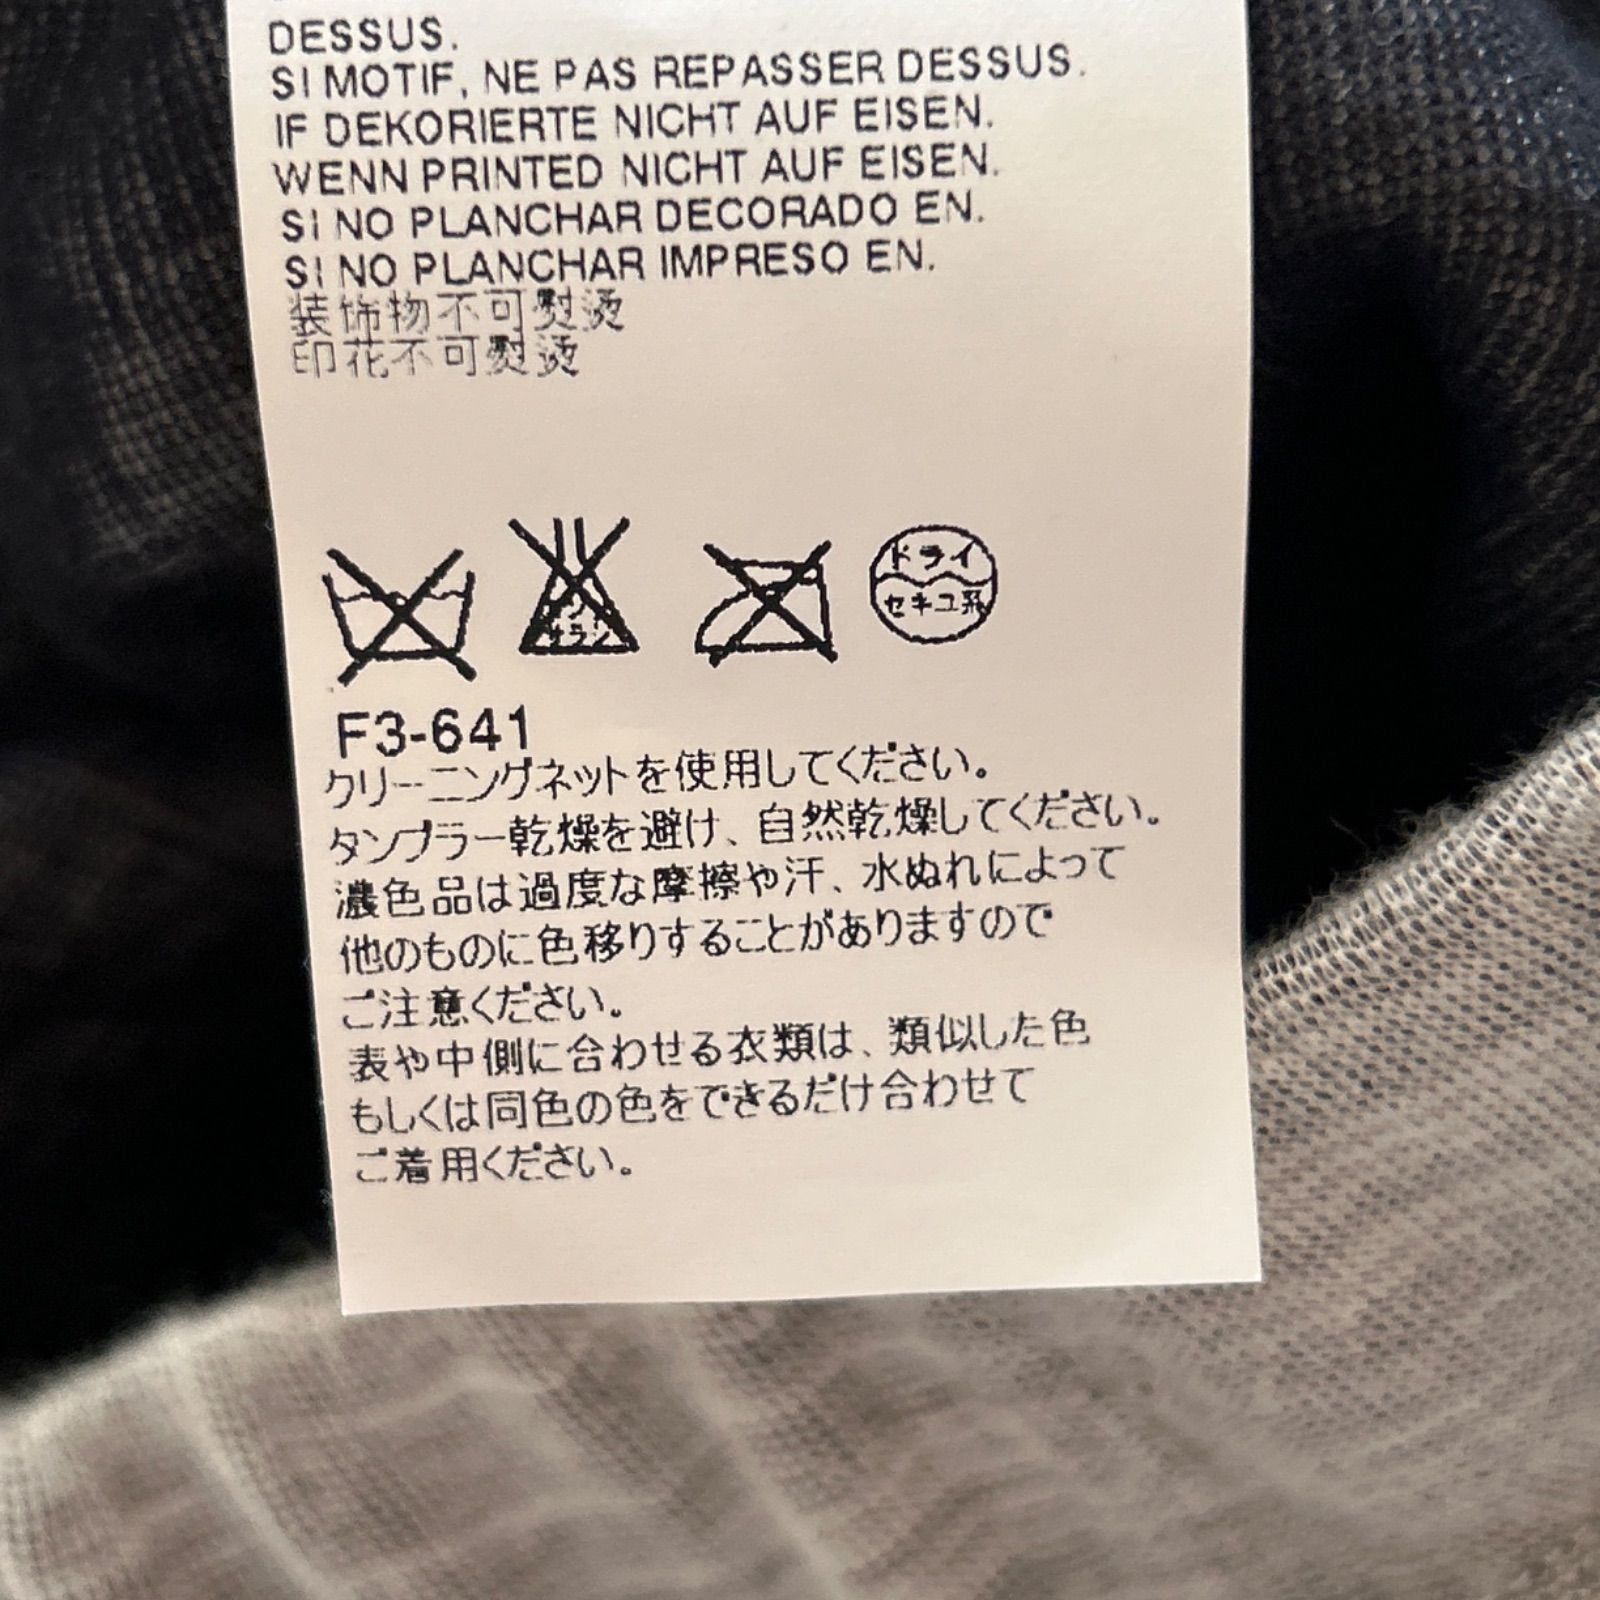 DESSUS.
SI MOTIF, NE PAS REPASSER DESSUS.
IF DEKORIERTE NICHT AUF EISEN.
WENN PRINTED NICHT AUF EISEN.
SI NO PLANCHAR DECORADO EN.
SI NO PLANCHAR IMPRESO EN.
装饰物不可熨烫
印花不可熨烫
サラシ
ドライ
セキユ系
F3-641
クリーニングネットを使用してください。
タンブラー乾燥を避け、自然乾燥してください。
濃色品は過度な摩擦や汗、水ぬれによって
他のものに色移りすることがありますので
ご注意ください。
表や中側に合わせる衣類は、類似した色
もしくは同色の色をできるだけ合わせて
ご着用ください。